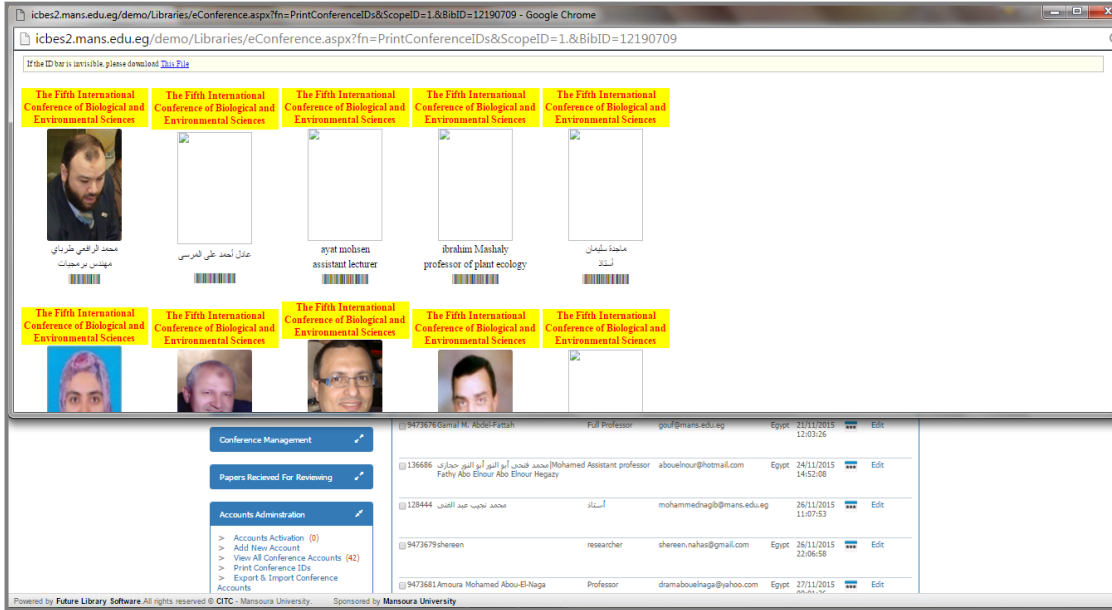 icbes2.mans.edu.eg/demo/Libraries/eConference.aspx?fn=PrintConferenceIDs&ScopeID=1.&BibID=12190709 - Google Chrome
icbes2.mans.edu.eg/demo/Libraries/eConference.aspx?fn=PrintConferenceIDs&ScopeID=1.&BibID=12190709
If the ID bar is invisible, please download This File
The Fifth International
Conference of Biological and
Environmental Sciences
محمد الرافعي طرباي
مهندس برمجيات
The Fifth International
Conference of Biological and
Environmental Sciences
عادل أحمد على المرسى
The Fifth International
Conference of Biological and
Environmental Sciences
ayat mohsen
assistant lecturer
The Fifth International
Conference of Biological and
Environmental Sciences
ibrahim Mashaly
professor of plant ecology
The Fifth International
Conference of Biological and
Environmental Sciences
ماجدة سليمان
أستاذ
The Fifth International
Conference of Biological and
Environmental Sciences
The Fifth International
Conference of Biological and
Environmental Sciences
The Fifth International
Conference of Biological and
Environmental Sciences
The Fifth International
Conference of Biological and
Environmental Sciences
The Fifth International
Conference of Biological and
Environmental Sciences
Conference Management
Papers Recieved For Reviewing
Accounts Adminstration
> Accounts Activation (0)
> Add New Account
> View All Conference Accounts (42)
> Print Conference IDs
> Export & Import Conference
Accounts
9473676 Gamal M. Abdel-Fattah Full Professor gouf@mans.edu.eg Egypt 21/11/2015 Edit
12:03:26
136686 محمد فتحى أبو النور أبو النور حجازى|Mohamed Assistant professor abouelnour@hotmail.com Egypt 24/11/2015 Edit
Fathy Abo Elnour Abo Elnour Hegazy 14:52:08
128444 محمد نجيب عبد الغنى أستاذ mohammednagib@mans.edu.eg 26/11/2015 Edit
11:07:53
9473679 shereen researcher shereen.nahas@gmail.com Egypt 26/11/2015 Edit
22:06:58
9473681 Amoura Mohamed Abou-El-Naga Professor dramabouelnaga@yahoo.com Egypt 27/11/2015 Edit
Powered by Future Library Software.All rights reserved © CITC - Mansoura University. Sponsored by Mansoura University